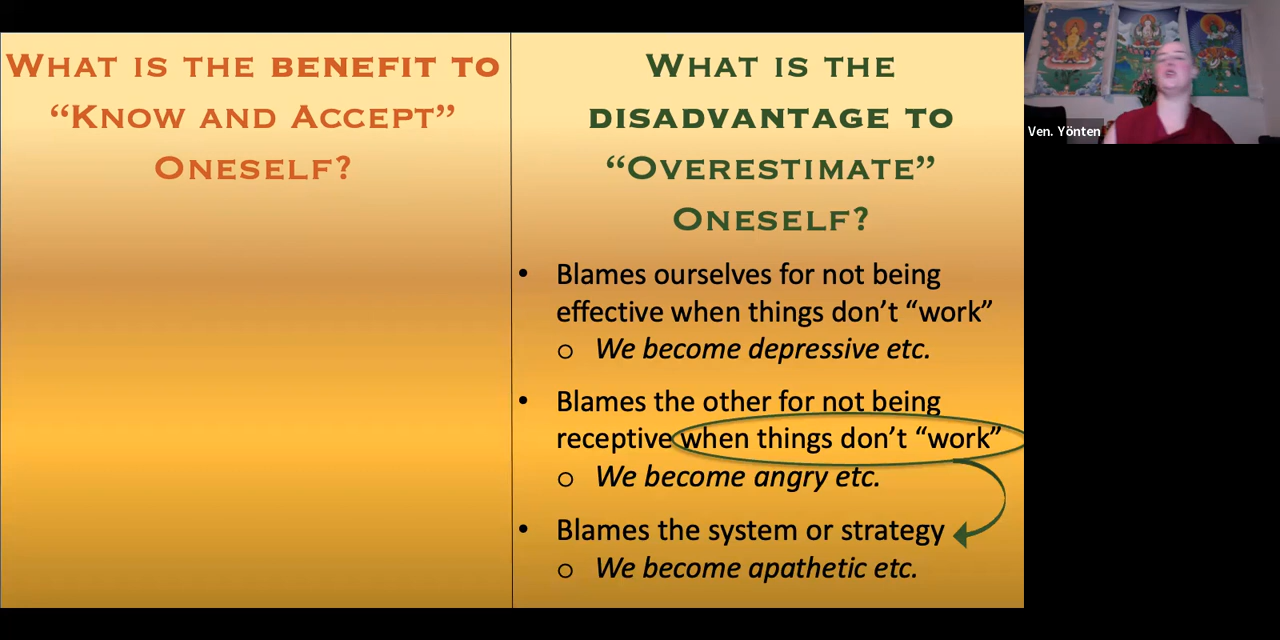 WHAT IS THE BENEFIT TO
“KNOW AND ACCEPT”
ONESELF?
WHAT IS THE
DISADVANTAGE TO
“OVERESTIMATE”
ONESELF?
• Blames ourselves for not being
effective when things don’t “work”
o We become depressive etc.
• Blames the other for not being
receptive when things don’t “work”
o We become angry etc.
• Blames the system or strategy
o We become apathetic etc.
Ven. Yönten